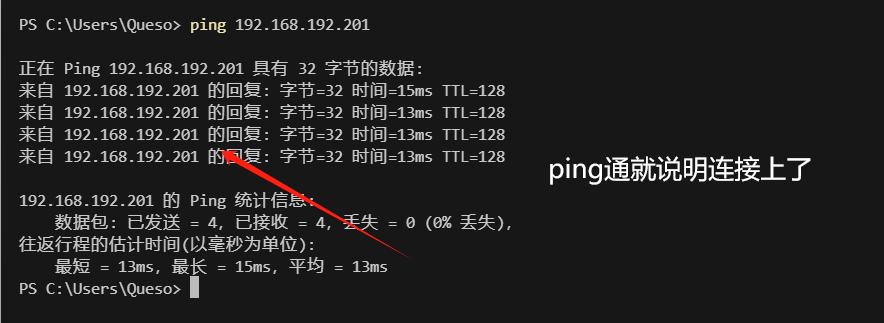 PS C:\Users\Queso> ping 192.168.192.201
正在 Ping 192.168.192.201 具有 32 字节的数据:
来自 192.168.192.201 的回复: 字节=32 时间=15ms TTL=128
来自 192.168.192.201 的回复: 字节=32 时间=13ms TTL=128
来自 192.168.192.201 的回复: 字节=32 时间=13ms TTL=128
来自 192.168.192.201 的回复: 字节=32 时间=13ms TTL=128
ping通就说明连接上了
192.168.192.201 的 Ping 统计信息:
    数据包: 已发送 = 4, 已接收 = 4, 丢失 = 0 (0% 丢失),
往返行程的估计时间(以毫秒为单位):
    最短 = 13ms, 最长 = 15ms, 平均 = 13ms
PS C:\Users\Queso>